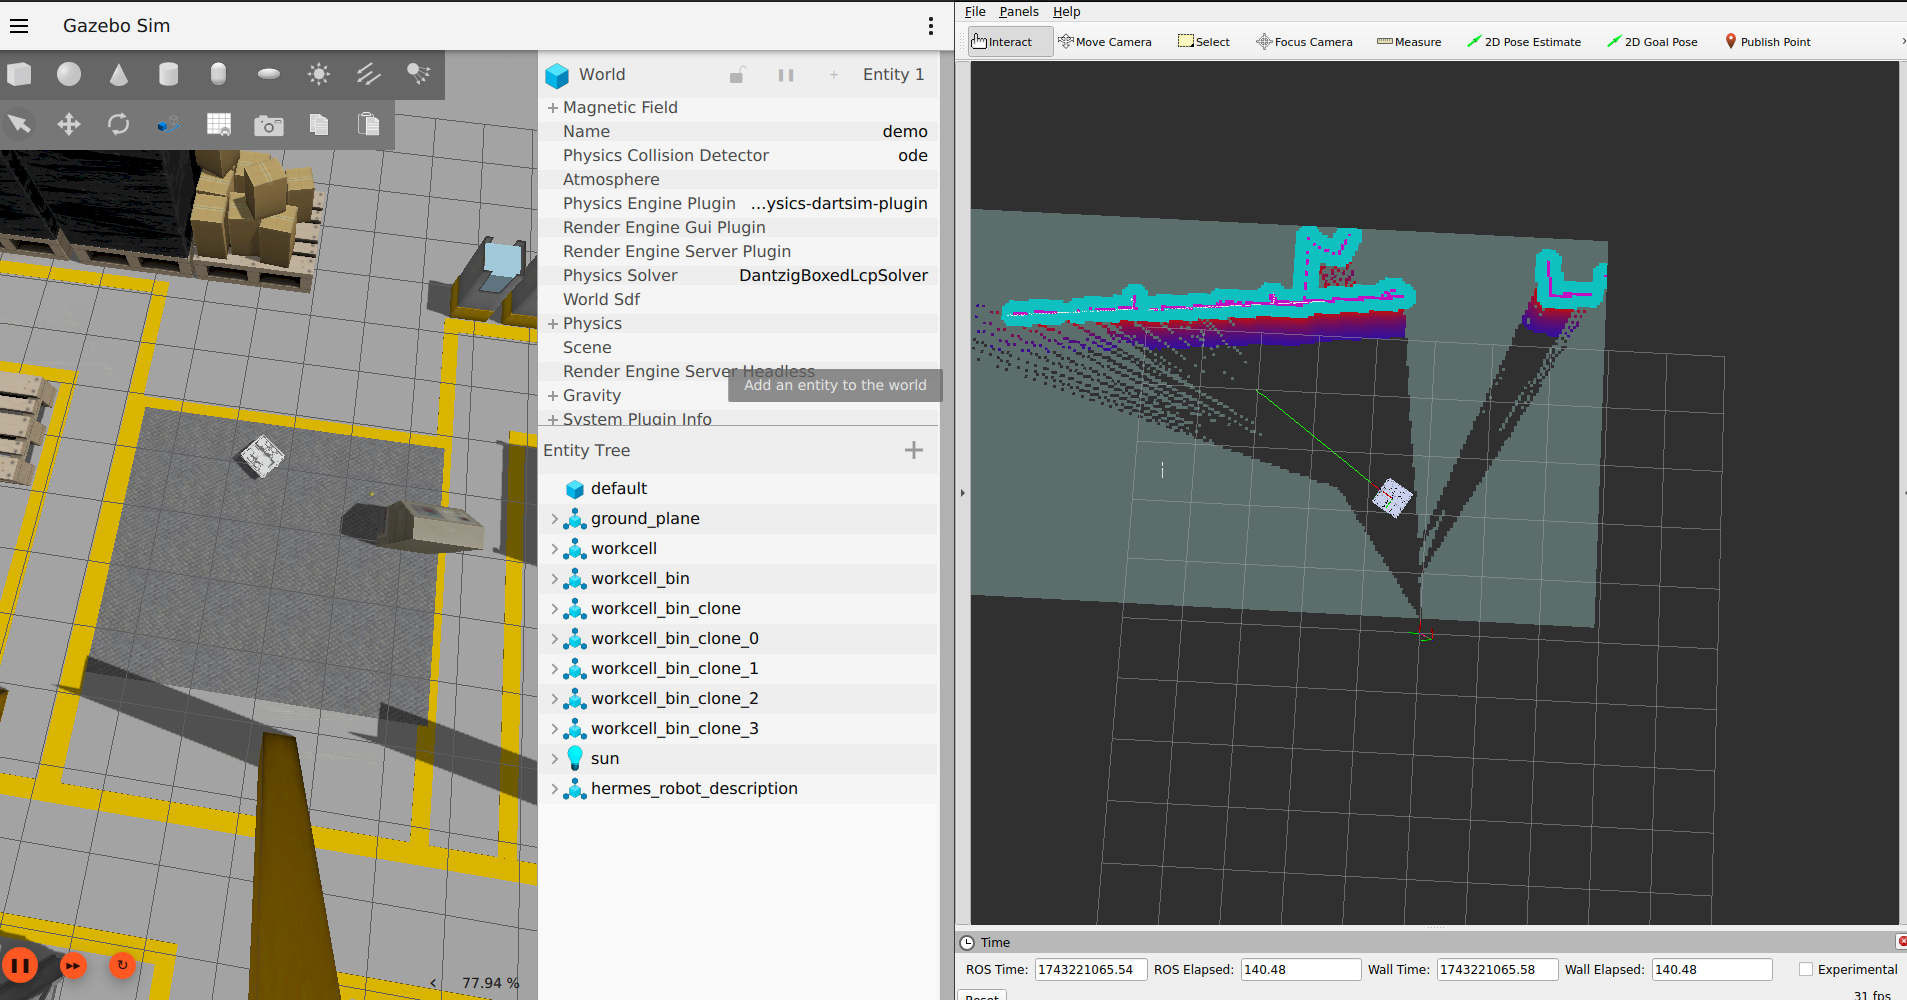 Gazebo Sim
World
Entity 1
Magnetic Field
Name demo
Physics Collision Detector ode
Atmosphere
Physics Engine Plugin ...ysics-dartsim-plugin
Render Engine Gui Plugin
Render Engine Server Plugin
Physics Solver DantzigBoxedLcpSolver
World Sdf
Physics
Scene
Render Engine Server Headless
Add an entity to the world
Gravity
System Plugin Info
Entity Tree
default
ground_plane
workcell
workcell_bin
workcell_bin_clone
workcell_bin_clone_0
workcell_bin_clone_1
workcell_bin_clone_2
workcell_bin_clone_3
sun
hermes_robot_description
77.94 %
File Panels Help
Interact Move Camera Select Focus Camera Measure 2D Pose Estimate 2D Goal Pose Publish Point
Time
ROS Time: 1743221065.54 ROS Elapsed: 140.48 Wall Time: 1743221065.58 Wall Elapsed: 140.48 Experimental
Reset 31 fps